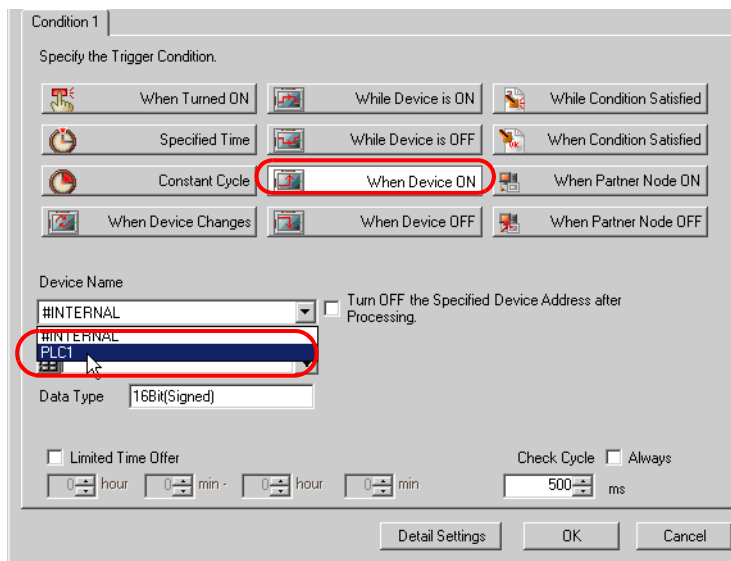 Condition 1
Specify the Trigger Condition.
When Turned ON
While Device is ON
While Condition Satisfied
Specified Time
While Device is OFF
When Condition Satisfied
Constant Cycle
When Device ON
When Partner Node ON
When Device Changes
When Device OFF
When Partner Node OFF
Device Name
#INTERNAL
Turn OFF the Specified Device Address after
Processing.
#INTERNAL
PLC1
Data Type
16Bit(Signed)
Limited Time Offer
Check Cycle
Always
0 hour 0 min - 0 hour 0 min
500 ms
Detail Settings
OK
Cancel